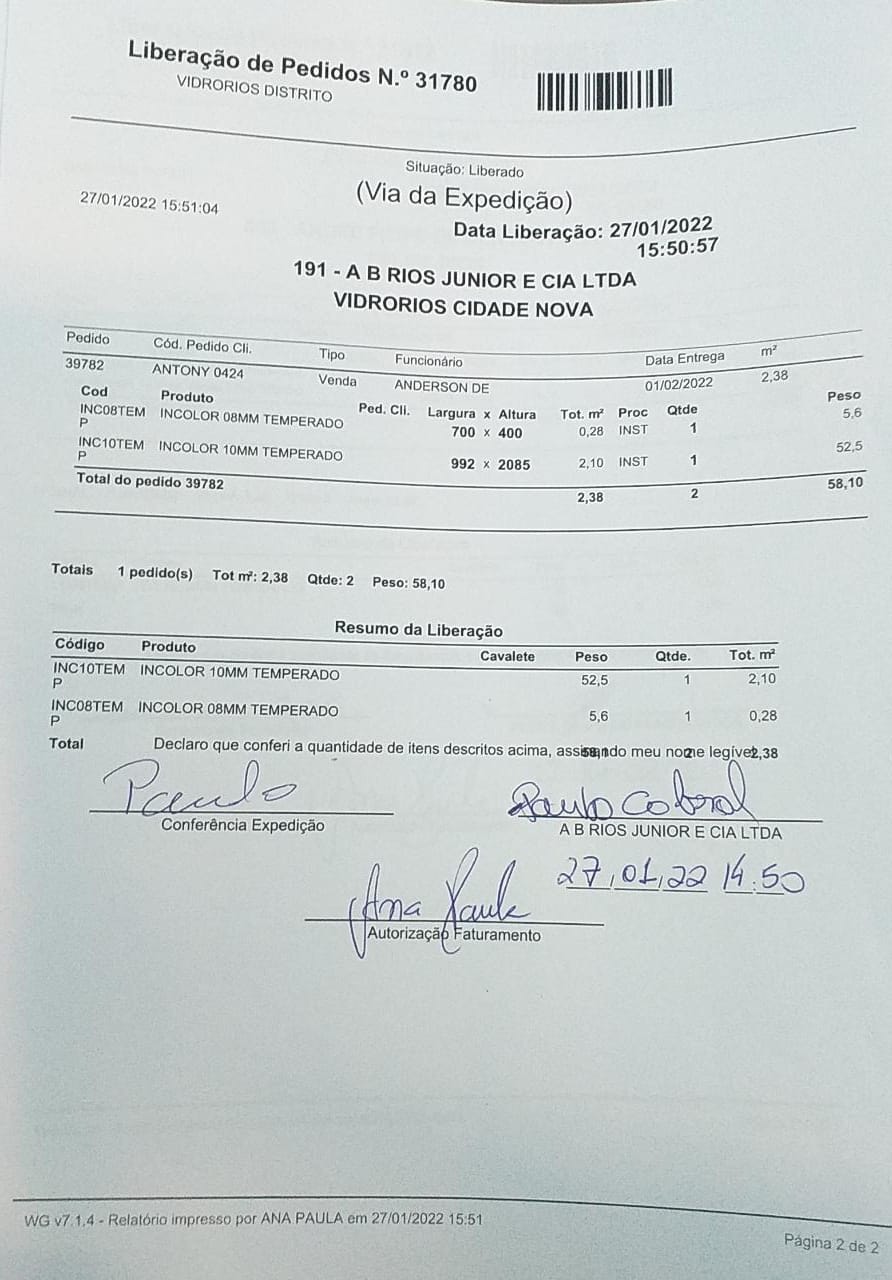 Liberação de Pedidos N.º 31780
VIDRORIOS DISTRITO
Situação: Liberado
27/01/2022 15:51:04
(Via da Expedição)
Data Liberação: 27/01/2022
15:50:57
191 - A B RIOS JUNIOR E CIA LTDA
VIDRORIOS CIDADE NOVA
Pedido Cód. Pedido Cli. Tipo Funcionário Data Entrega m²
39782 ANTONY 0424 Venda ANDERSON DE 01/02/2022 2,38
Cod Produto Ped. Cli. Largura x Altura Tot. m² Proc Qtde Peso
INC08TEM INCOLOR 08MM TEMPERADO 700 x 400 0,28 INST 1 5,6
P
INC10TEM INCOLOR 10MM TEMPERADO 992 x 2085 2,10 INST 1 52,5
P
Total do pedido 39782 2,38 2 58,10
Totais 1 pedido(s) Tot m²: 2,38 Qtde: 2 Peso: 58,10
Resumo da Liberação
Código Produto Cavalete Peso Qtde. Tot. m²
INC10TEM INCOLOR 10MM TEMPERADO 52,5 1 2,10
P
INC08TEM INCOLOR 08MM TEMPERADO 5,6 1 0,28
P
Total Declaro que conferi a quantidade de itens descritos acima, assinando meu nome legível 2,38
Paulo Paulo Cabral
Conferência Expedição A B RIOS JUNIOR E CIA LTDA
27,01,22 14:50
Ana Paula
Autorização Faturamento
WG v7.1.4 - Relatório impresso por ANA PAULA em 27/01/2022 15:51
Página 2 de 2